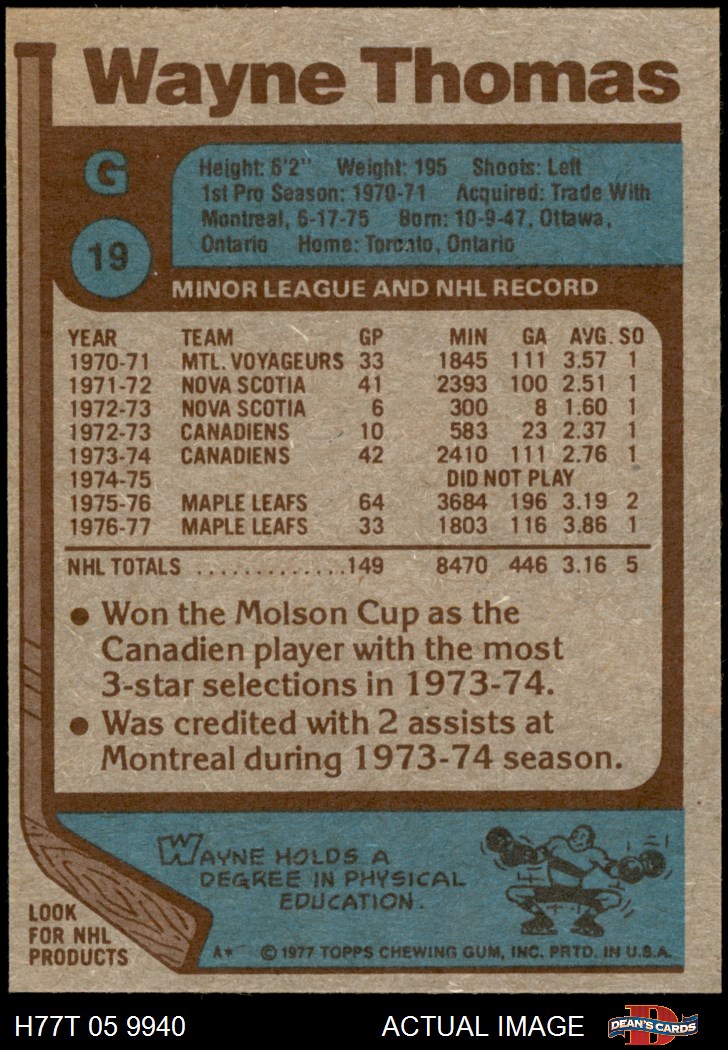 Wayne Thomas
G
19
Height: 6'2" Weight: 195 Shoots: Left
1st Pro Season: 1970-71 Acquired: Trade With
Montreal, 6-17-75 Born: 10-9-47, Ottawa,
Ontario Home: Toronto, Ontario
MINOR LEAGUE AND NHL RECORD
YEAR TEAM GP MIN GA AVG. SO
1970-71 MTL. VOYAGEURS 33 1845 111 3.57 1
1971-72 NOVA SCOTIA 41 2393 100 2.51 1
1972-73 NOVA SCOTIA 6 300 8 1.60 1
1972-73 CANADIENS 10 583 23 2.37 1
1973-74 CANADIENS 42 2410 111 2.76 1
1974-75 DID NOT PLAY
1975-76 MAPLE LEAFS 64 3684 196 3.19 2
1976-77 MAPLE LEAFS 33 1803 116 3.86 1
NHL TOTALS .............149 8470 446 3.16 5
● Won the Molson Cup as the
Canadien player with the most
3-star selections in 1973-74.
● Was credited with 2 assists at
Montreal during 1973-74 season.
WAYNE HOLDS A
DEGREE IN PHYSICAL
EDUCATION.
LOOK
FOR NHL
PRODUCTS
A* © 1977 TOPPS CHEWING GUM, INC. PRTD. IN U.S.A.
H77T 05 9940 ACTUAL IMAGE D DEAN'S CARDS